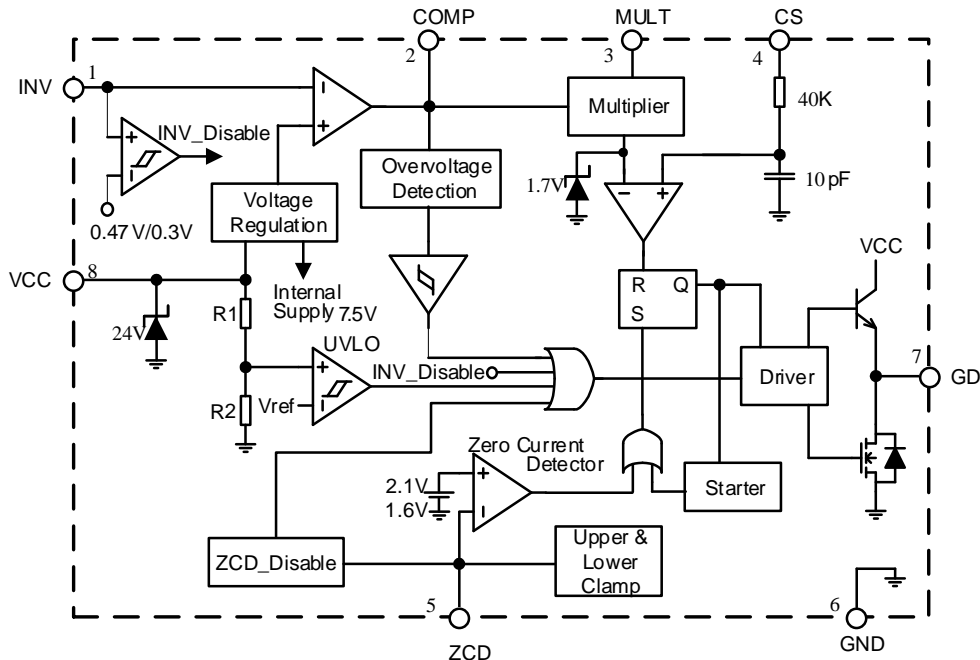 COMP
MULT
CS
2
3
4
INV
1
40K
Multiplier
INV_Disable
Overvoltage
Detection
1.7V
10 pF
Voltage
Regulation
0.47 V/0.3V
VCC
VCC
8
Internal
Supply 7.5V
R
Q
S
24V
R1
UVLO
INV_Disable
7
GD
Driver
R2
Vref
Zero Current
Detector
2.1V
1.6V
Starter
ZCD_Disable
Upper &
Lower
Clamp
5
6
ZCD
GND